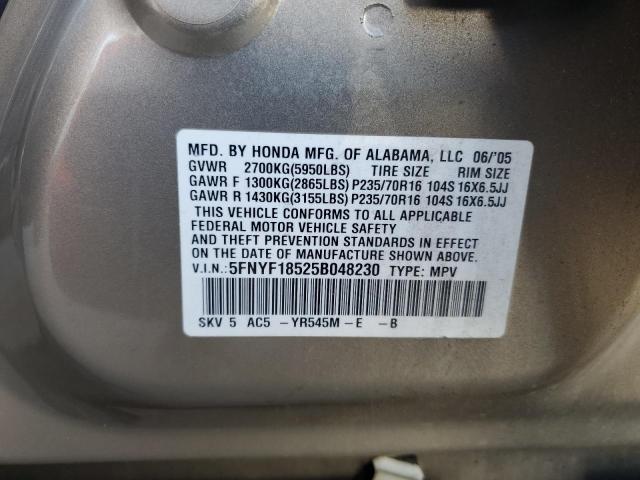 MFD. BY HONDA MFG. OF ALABAMA, LLC 06/'05
GVWR 2700KG(5950LBS) TIRE SIZE RIM SIZE
GAWR F 1300KG(2865LBS) P235/70R16 104S 16X6.5JJ
GAWR R 1430KG(3155LBS) P235/70R16 104S 16X6.5JJ
THIS VEHICLE CONFORMS TO ALL APPLICABLE
FEDERAL MOTOR VEHICLE SAFETY
AND THEFT PREVENTION STANDARDS IN EFFECT
ON THE DATE OF MANUFACTURE SHOWN ABOVE.
V.I.N.: 5FNYF18525B048230 TYPE: MPV
SKV 5 AC5 -YR545M-E -B